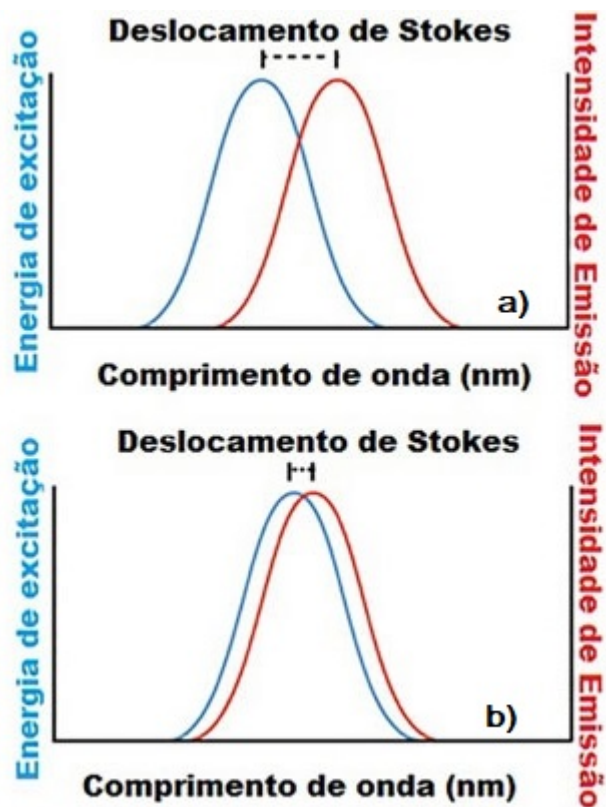 Deslocamento de Stokes
Energia de excitação
Intensidade de Emissão
a)
Comprimento de onda (nm)
Deslocamento de Stokes
Energia de excitação
Intensidade de Emissão
b)
Comprimento de onda (nm)